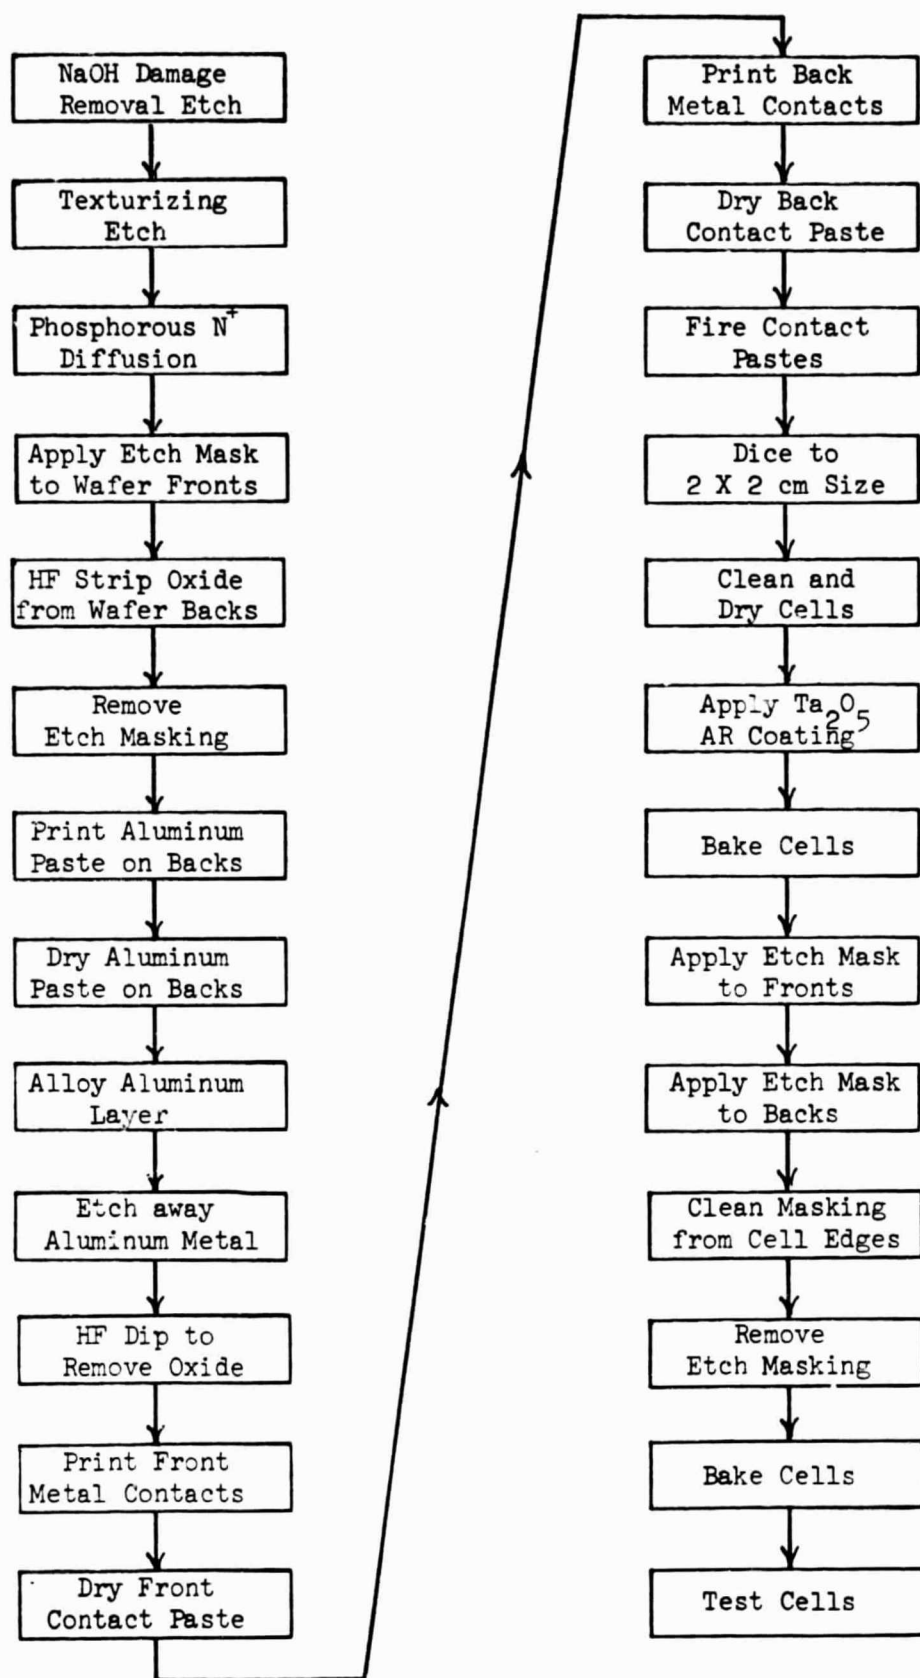 NaOH Damage
Removal Etch
Texturizing
Etch
Phosphorous N⁺
Diffusion
Apply Etch Mask
to Wafer Fronts
HF Strip Oxide
from Wafer Backs
Remove
Etch Masking
Print Aluminum
Paste on Backs
Dry Aluminum
Paste on Backs
Alloy Aluminum
Layer
Etch away
Aluminum Metal
HF Dip to
Remove Oxide
Print Front
Metal Contacts
Dry Front
Contact Paste
Print Back
Metal Contacts
Dry Back
Contact Paste
Fire Contact
Pastes
Dice to
2 X 2 cm Size
Clean and
Dry Cells
Apply Ta₂O₅
AR Coating
Bake Cells
Apply Etch Mask
to Fronts
Apply Etch Mask
to Backs
Clean Masking
from Cell Edges
Remove
Etch Masking
Bake Cells
Test Cells